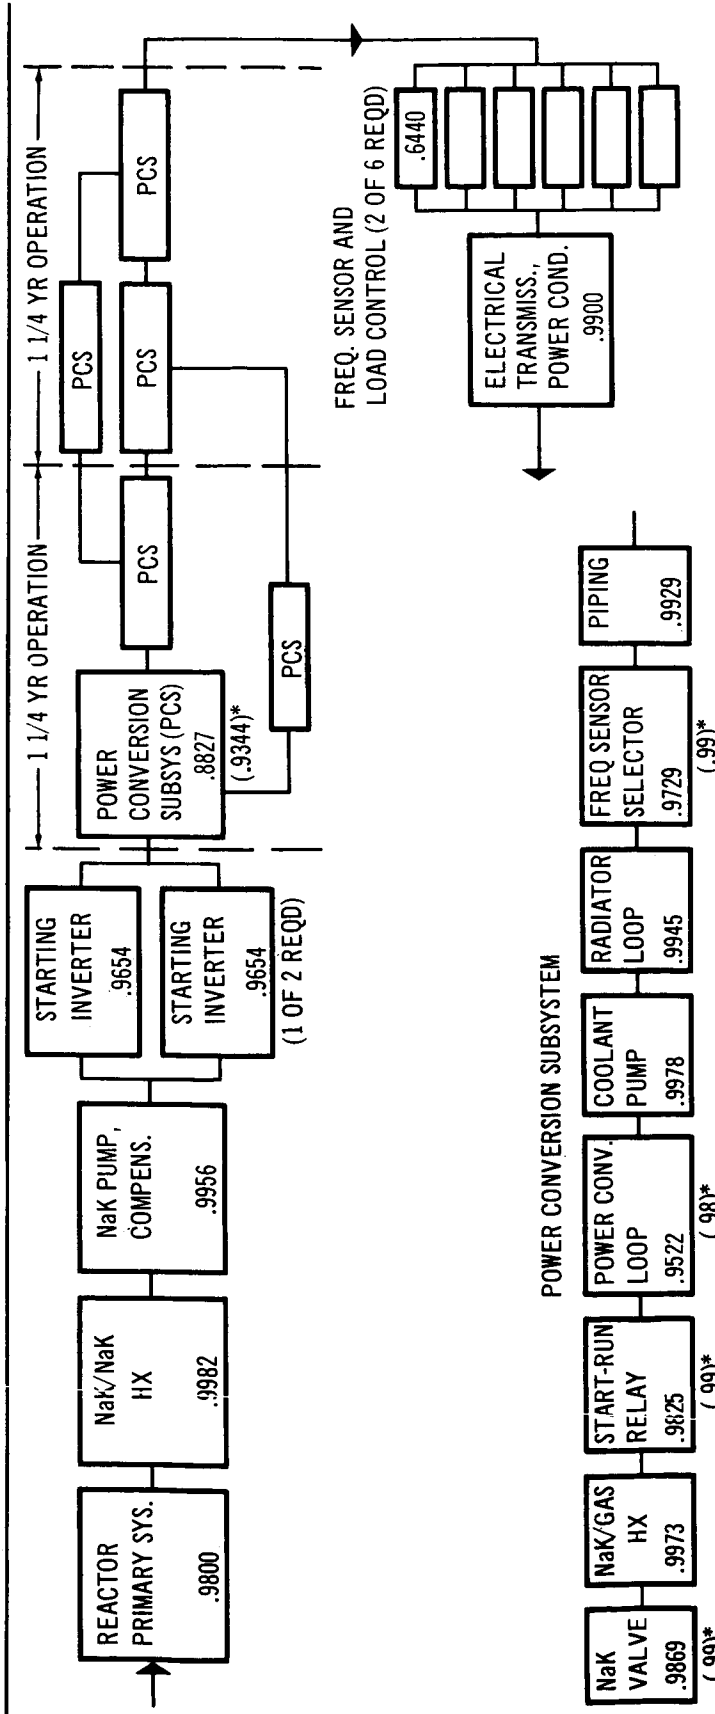 1 1/4 YR OPERATION
1 1/4 YR OPERATION
REACTOR
PRIMARY SYS.
.9800
NaK/NaK
HX
.9982
NaK PUMP,
COMPENS.
.9956
STARTING
INVERTER
.9654
STARTING
INVERTER
.9654
(1 OF 2 REQD)
POWER
CONVERSION
SUBSYS (PCS)
.8827
(.9344)*
PCS
PCS
PCS
PCS
PCS
FREQ. SENSOR AND
LOAD CONTROL (2 OF 6 REQD)
.6440
ELECTRICAL
TRANSMISS.,
POWER COND.
.9900
POWER CONVERSION SUBSYSTEM
NaK
VALVE
.9869
(.99)*
NaK/GAS
HX
.9973
START-RUN
RELAY
.9825
(.99)*
POWER CONV.
LOOP
.9522
(.98)*
COOLANT
PUMP
.9978
RADIATOR
LOOP
.9945
FREQ SENSOR
SELECTOR
.9729
(.99)*
PIPING
.9929